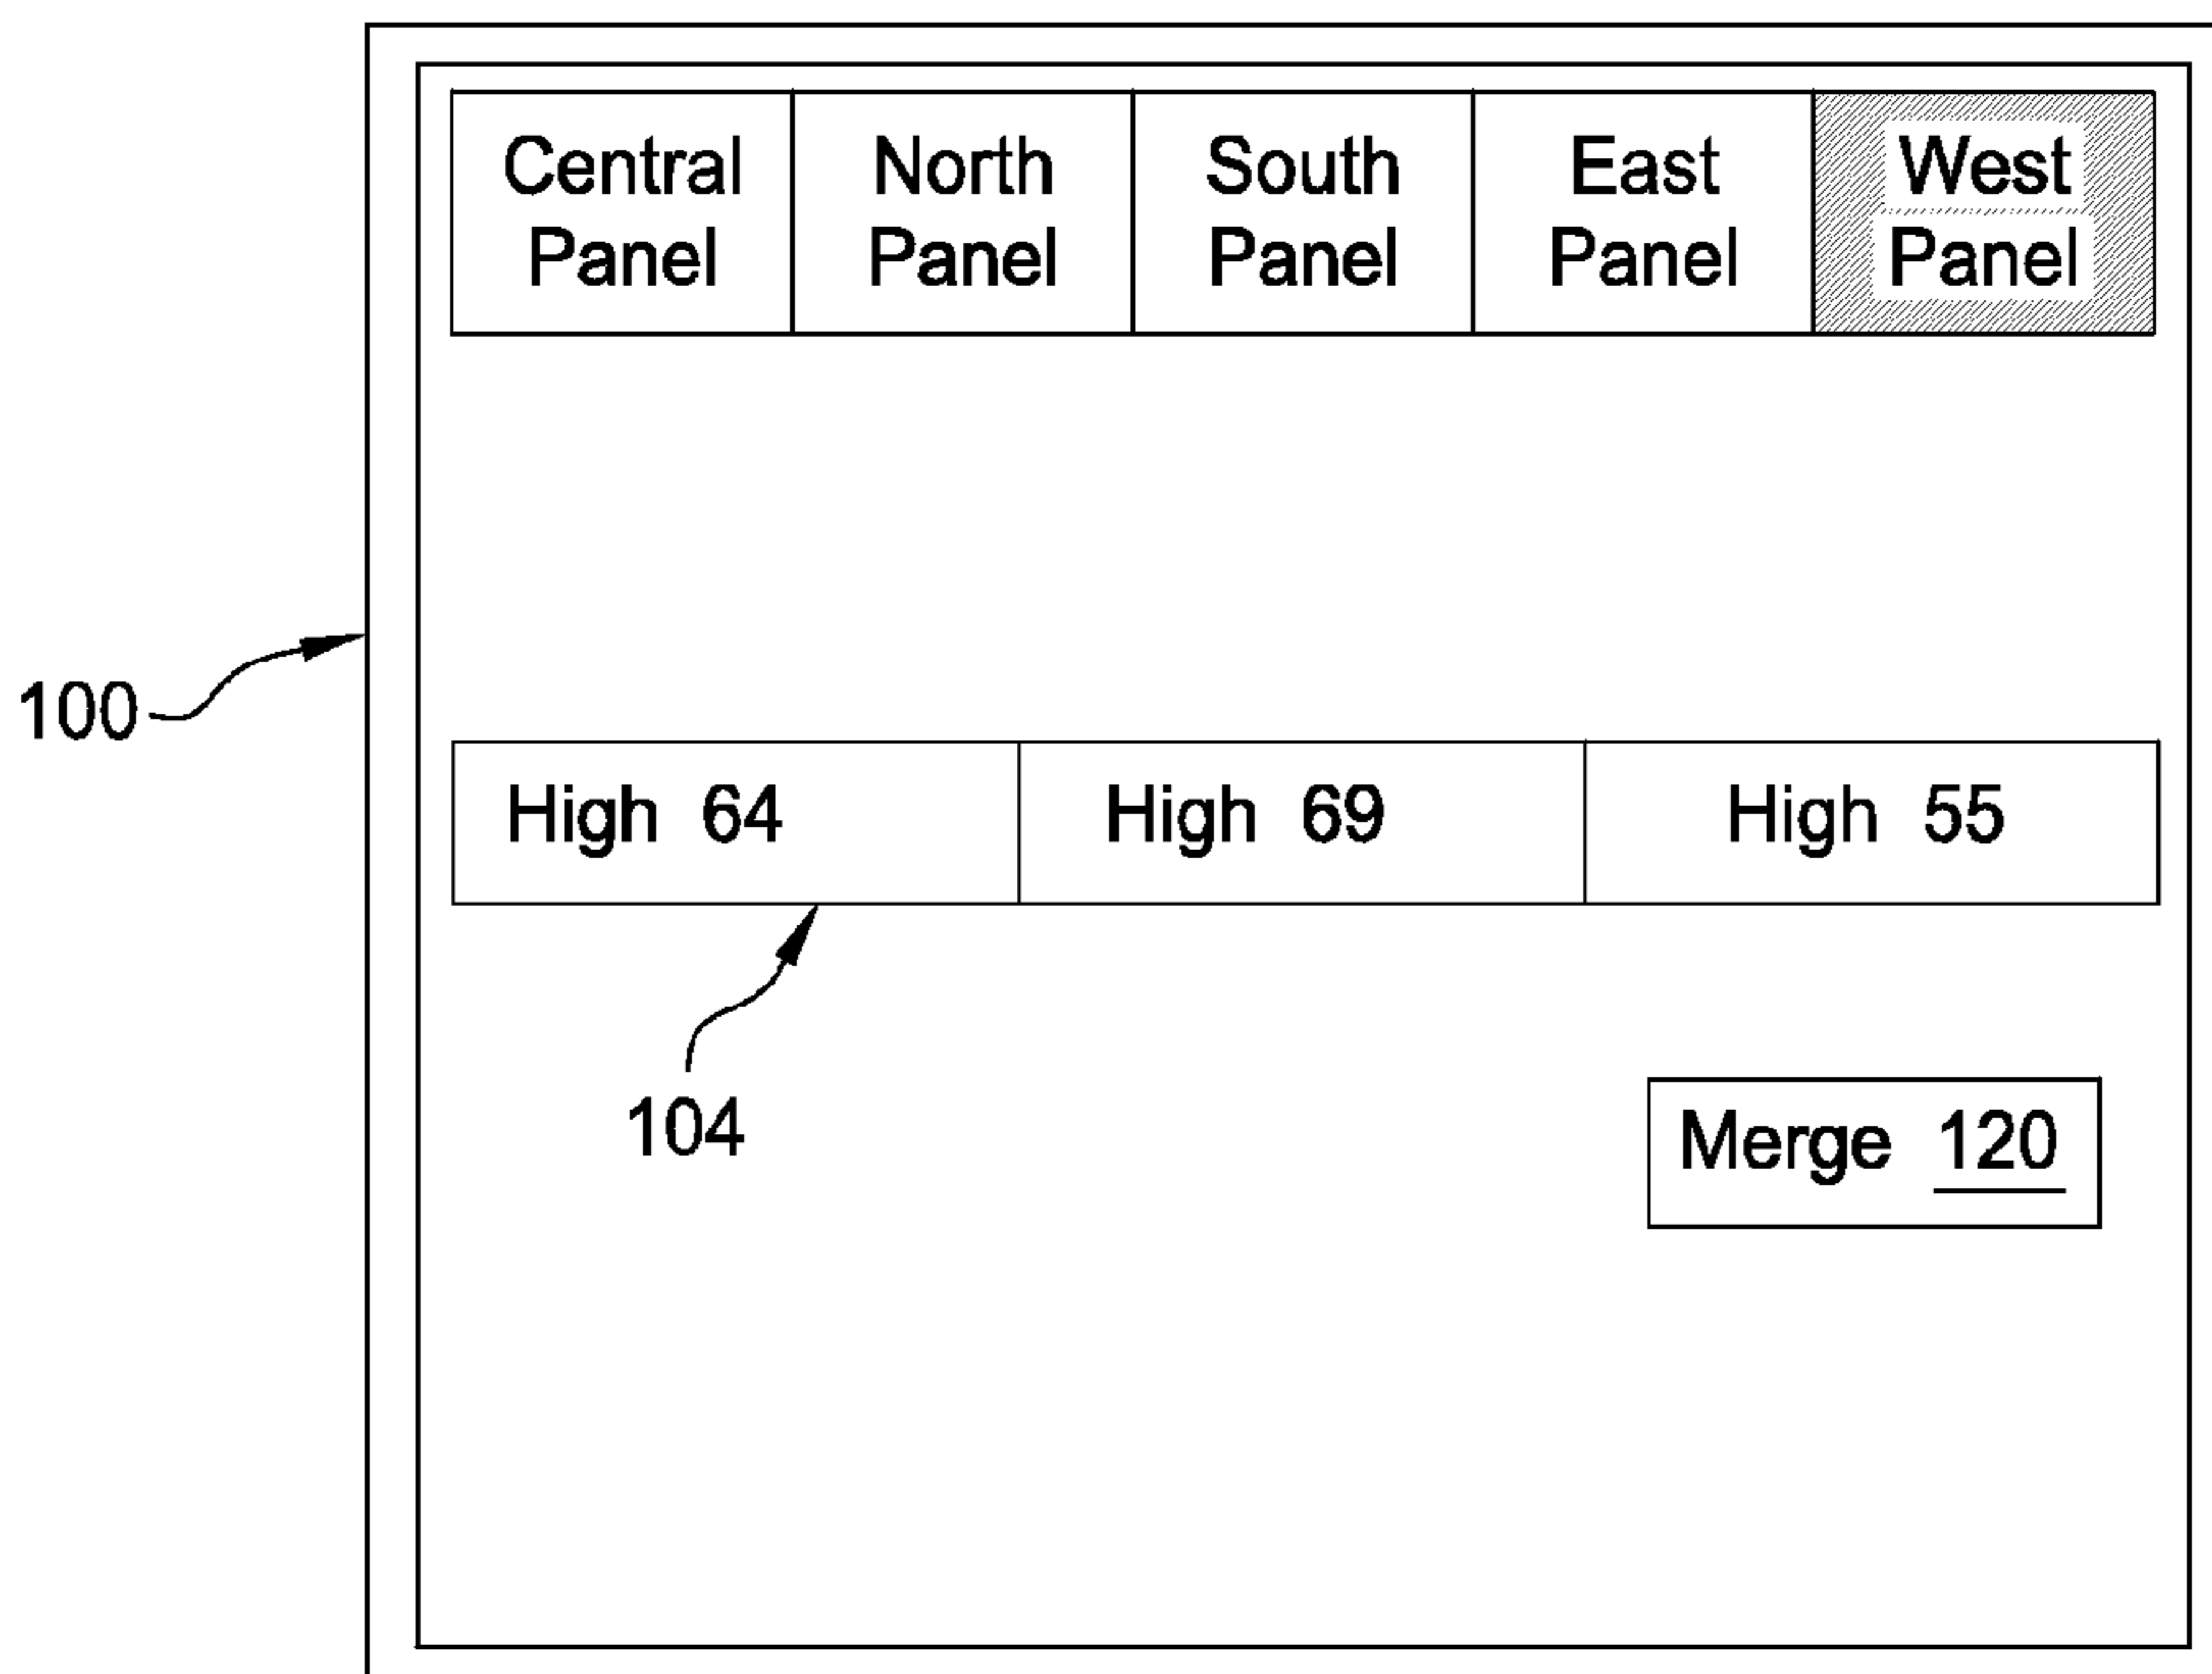 Central
Panel
North
Panel
South
Panel
East
Panel
West
Panel
100
High 64
High 69
High 55
104
Merge 120